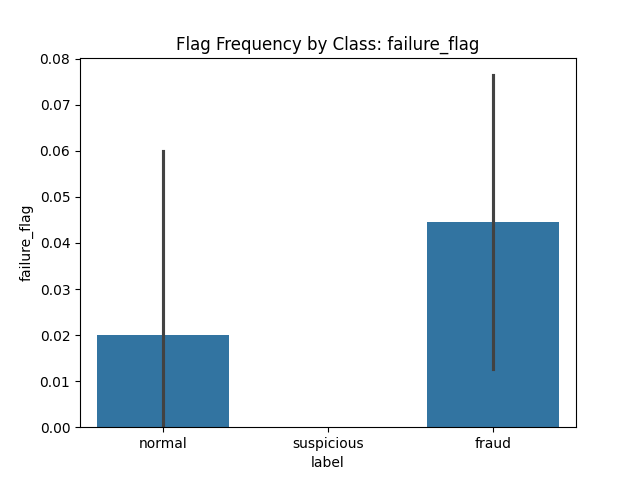 Flag Frequency by Class: failure_flag
0.08
0.07
0.06
0.05
0.04
0.03
0.02
0.01
0.00
failure_flag
normal
suspicious
fraud
label